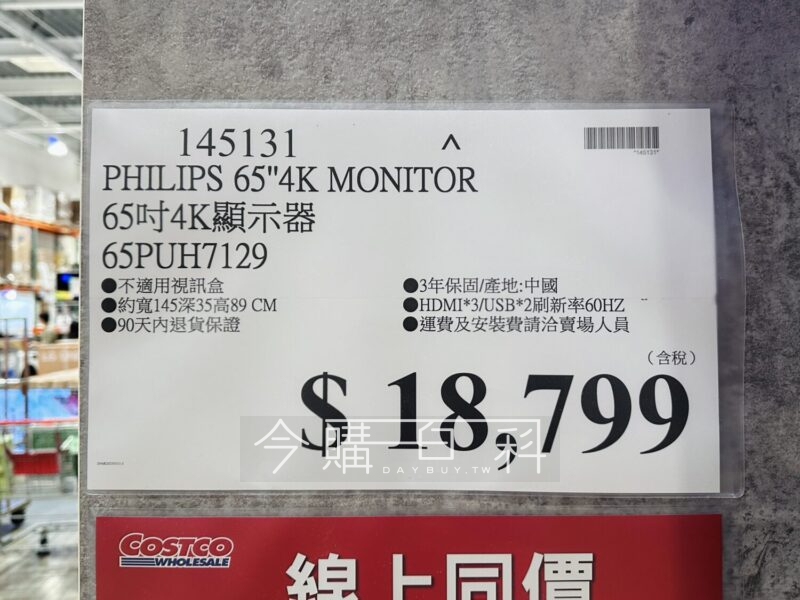 145131 ^
"145131"
PHILIPS 65"4K MONITOR
65吋4K顯示器
65PUH7129
●不適用視訊盒
●3年保固/產地:中國
●約寬145深35高89 CM
●HDMI*3/USB*2刷新率60HZ "
●90天內退貨保證
●運費及安裝費請洽賣場人員
(含稅)
$ 18,799
今購百科
DAYBUY.TW
COSTCO
WHOLESALE
線上同價